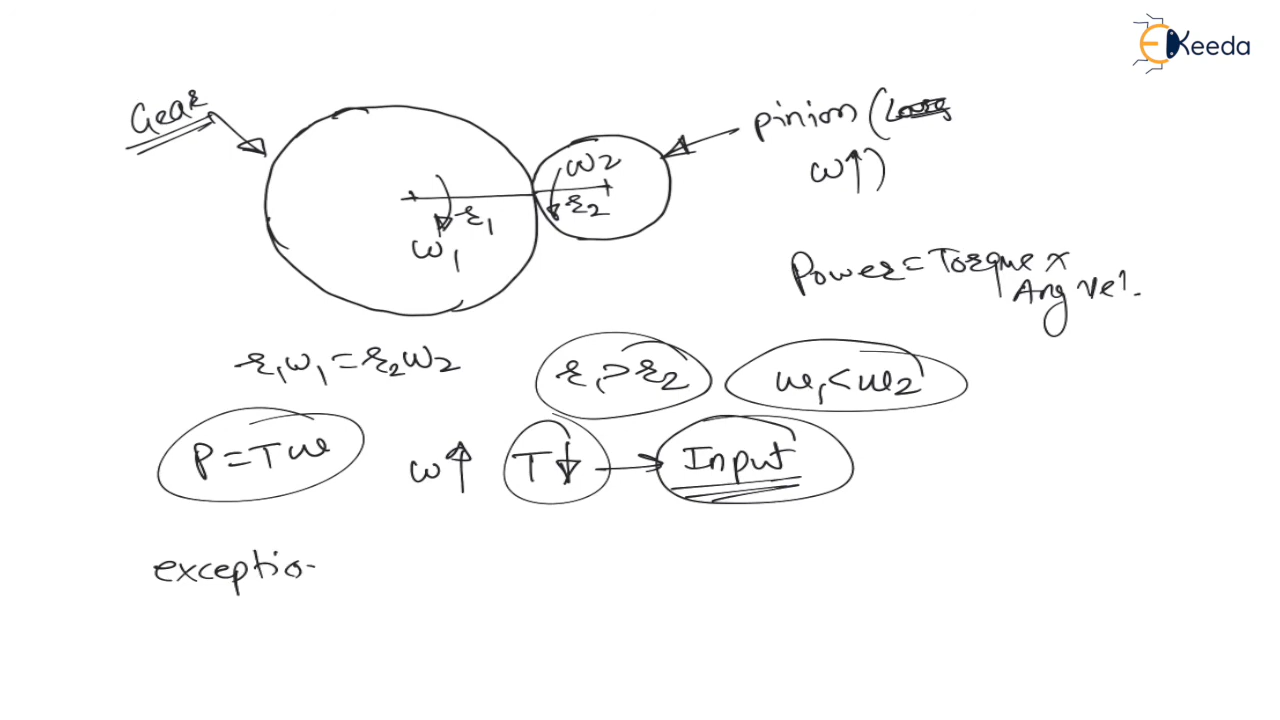 EKeeda
Gear
pinion (
ω↑)
ω2
r2
r1
ω1
Power = Torque x
Ang vel.
r1ω1 = r2ω2
r1 > r2
ω1 < ω2
P = Tω
ω↑
T↓ → Input
exceptio